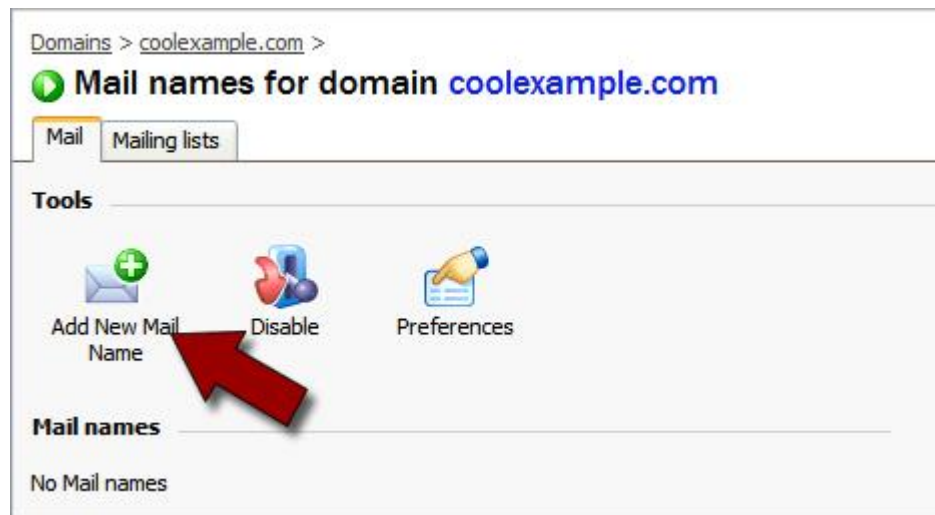 Domains > coolexample.com >
Mail names for domain coolexample.com
Mail Mailing lists
Tools
Add New Mail Name
Disable
Preferences
Mail names
No Mail names